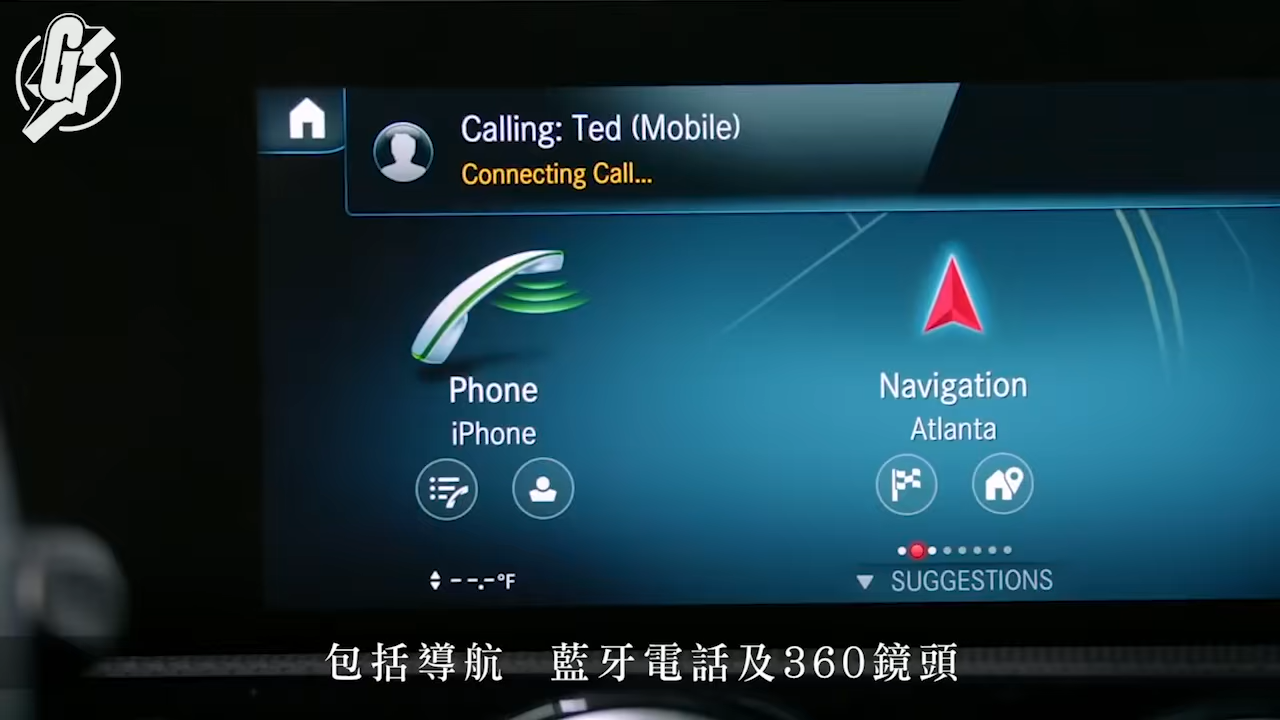 G
Calling: Ted (Mobile)
Connecting Call...
Phone
iPhone
Navigation
Atlanta
--.-°F
SUGGESTIONS
包括導航 藍牙電話及360鏡頭